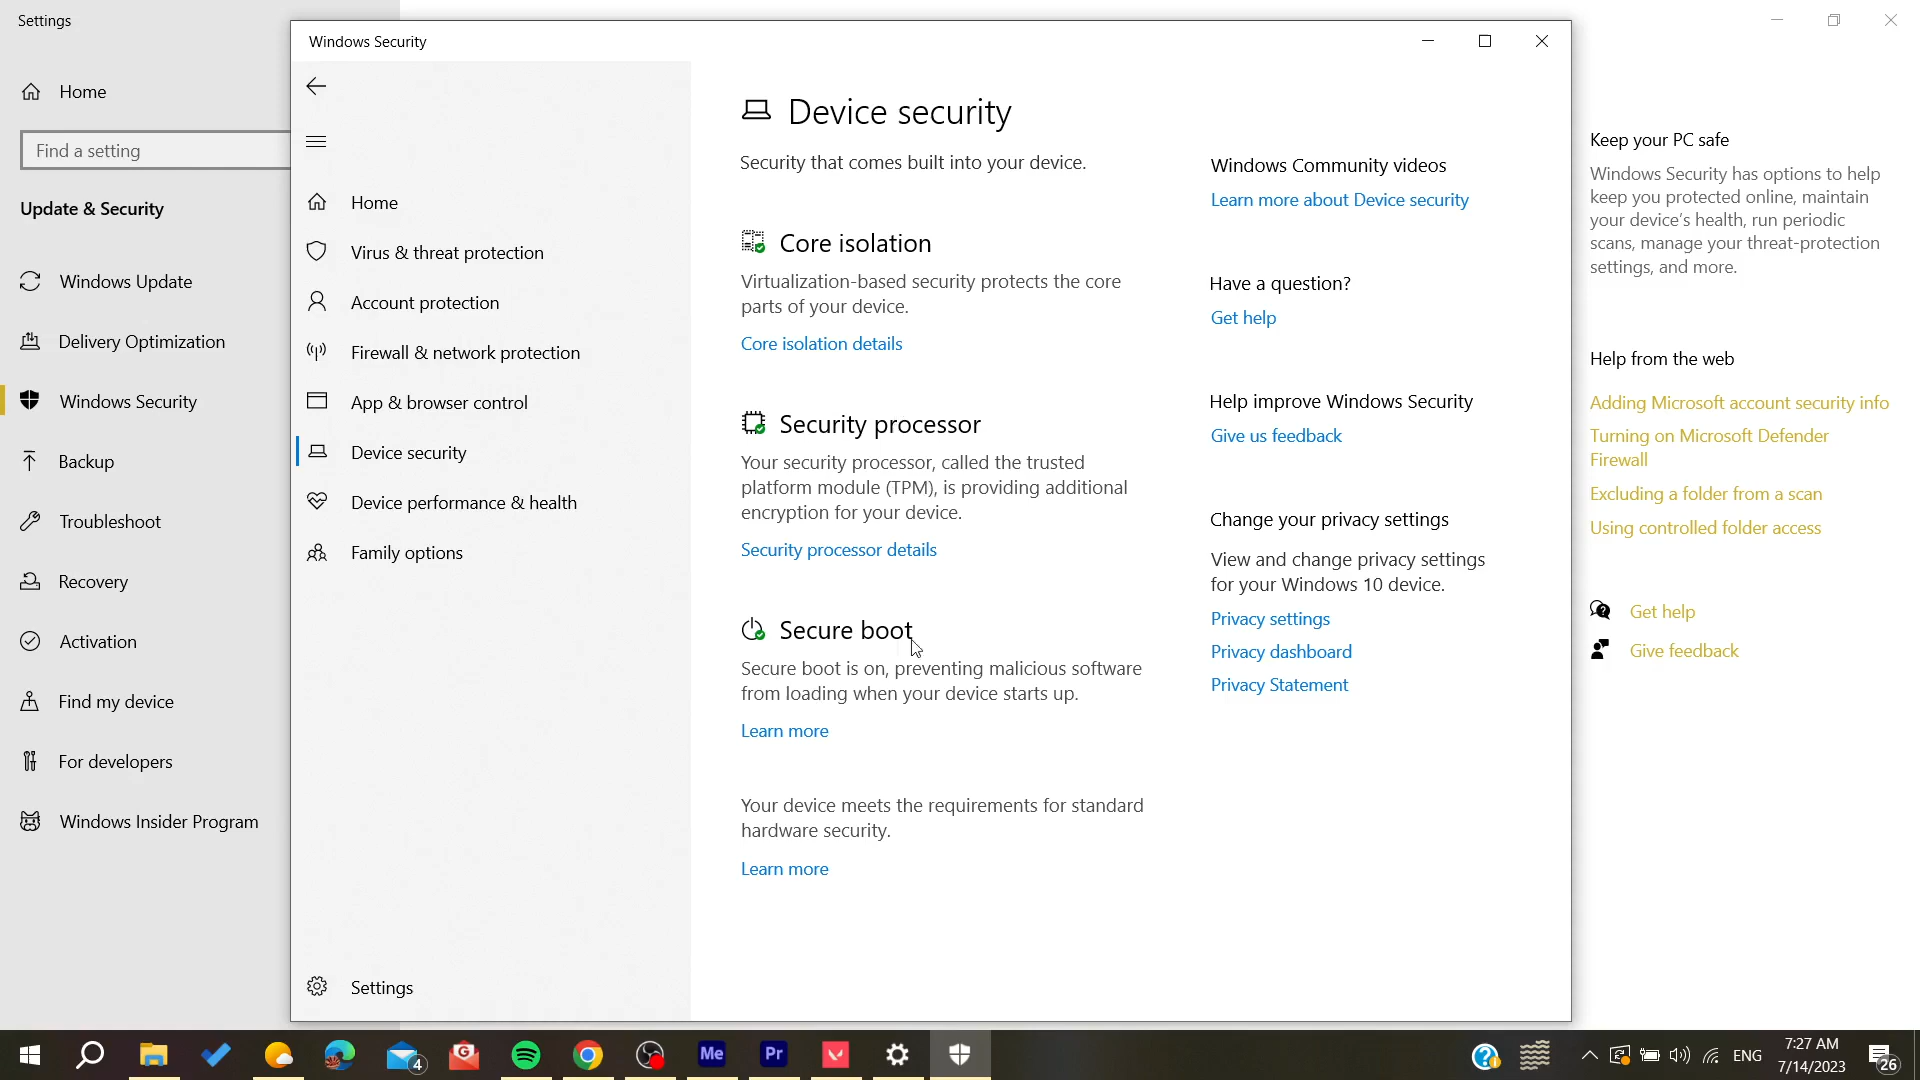 Settings
Home
Find a setting
Update & Security
Windows Update
Delivery Optimization
Windows Security
Backup
Troubleshoot
Recovery
Activation
Find my device
For developers
Windows Insider Program
Windows Security
Home
Virus & threat protection
Account protection
Firewall & network protection
App & browser control
Device security
Device performance & health
Family options
Settings
Device security
Security that comes built into your device.
Core isolation
Virtualization-based security protects the core
parts of your device.
Core isolation details
Security processor
Your security processor, called the trusted
platform module (TPM), is providing additional
encryption for your device.
Security processor details
Secure boot
Secure boot is on, preventing malicious software
from loading when your device starts up.
Learn more
Your device meets the requirements for standard
hardware security.
Learn more
Windows Community videos
Learn more about Device security
Have a question?
Get help
Help improve Windows Security
Give us feedback
Change your privacy settings
View and change privacy settings
for your Windows 10 device.
Privacy settings
Privacy dashboard
Privacy Statement
Keep your PC safe
Windows Security has options to help
keep you protected online, maintain
your device's health, run periodic
scans, manage your threat-protection
settings, and more.
Help from the web
Adding Microsoft account security info
Turning on Microsoft Defender
Firewall
Excluding a folder from a scan
Using controlled folder access
Get help
Give feedback
4
G
Me
Pr
ENG
7:27 AM
7/14/2023
26